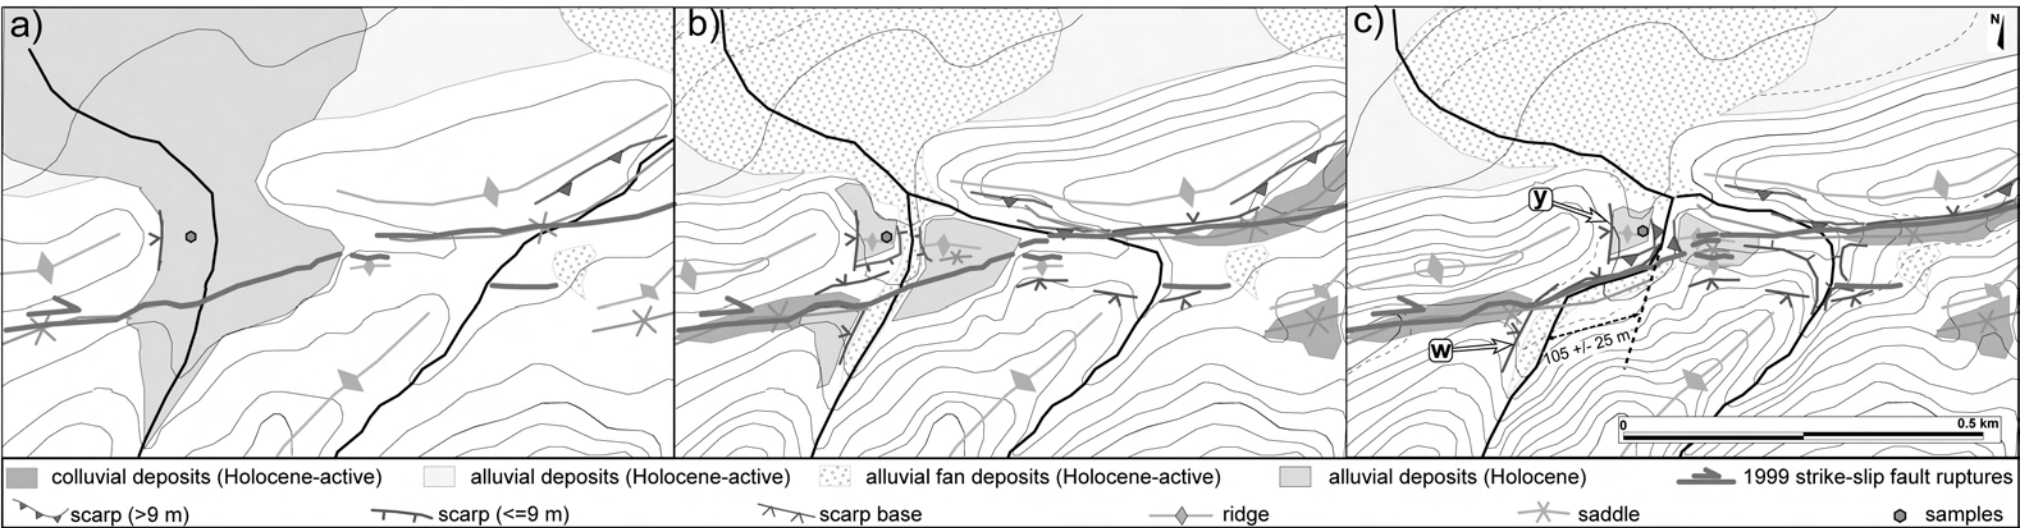 a)
b)
c)
N
y
w
105 +/- 25 m
0 0.5 km
colluvial deposits (Holocene-active) alluvial deposits (Holocene-active) alluvial fan deposits (Holocene-active) alluvial deposits (Holocene) 1999 strike-slip fault ruptures
scarp (>9 m) scarp (<=9 m) scarp base ridge saddle samples